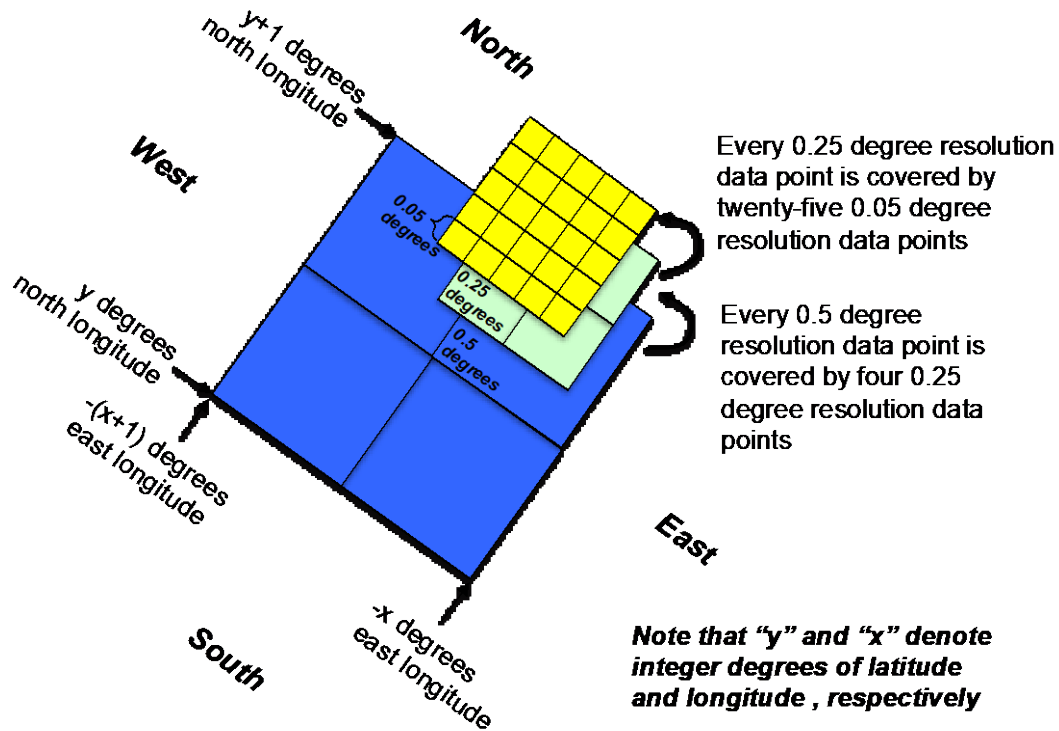 y+1 degrees
north longitude
North
West
Every 0.25 degree resolution
data point is covered by
twenty-five 0.05 degree
resolution data points
0.05
degrees
0.25
degrees
0.5
degrees
y degrees
north longitude
Every 0.5 degree
resolution data point is
covered by four 0.25
degree resolution data
points
-(x+1) degrees
east longitude
East
-x degrees
east longitude
South
Note that “y” and “x” denote
integer degrees of latitude
and longitude , respectively